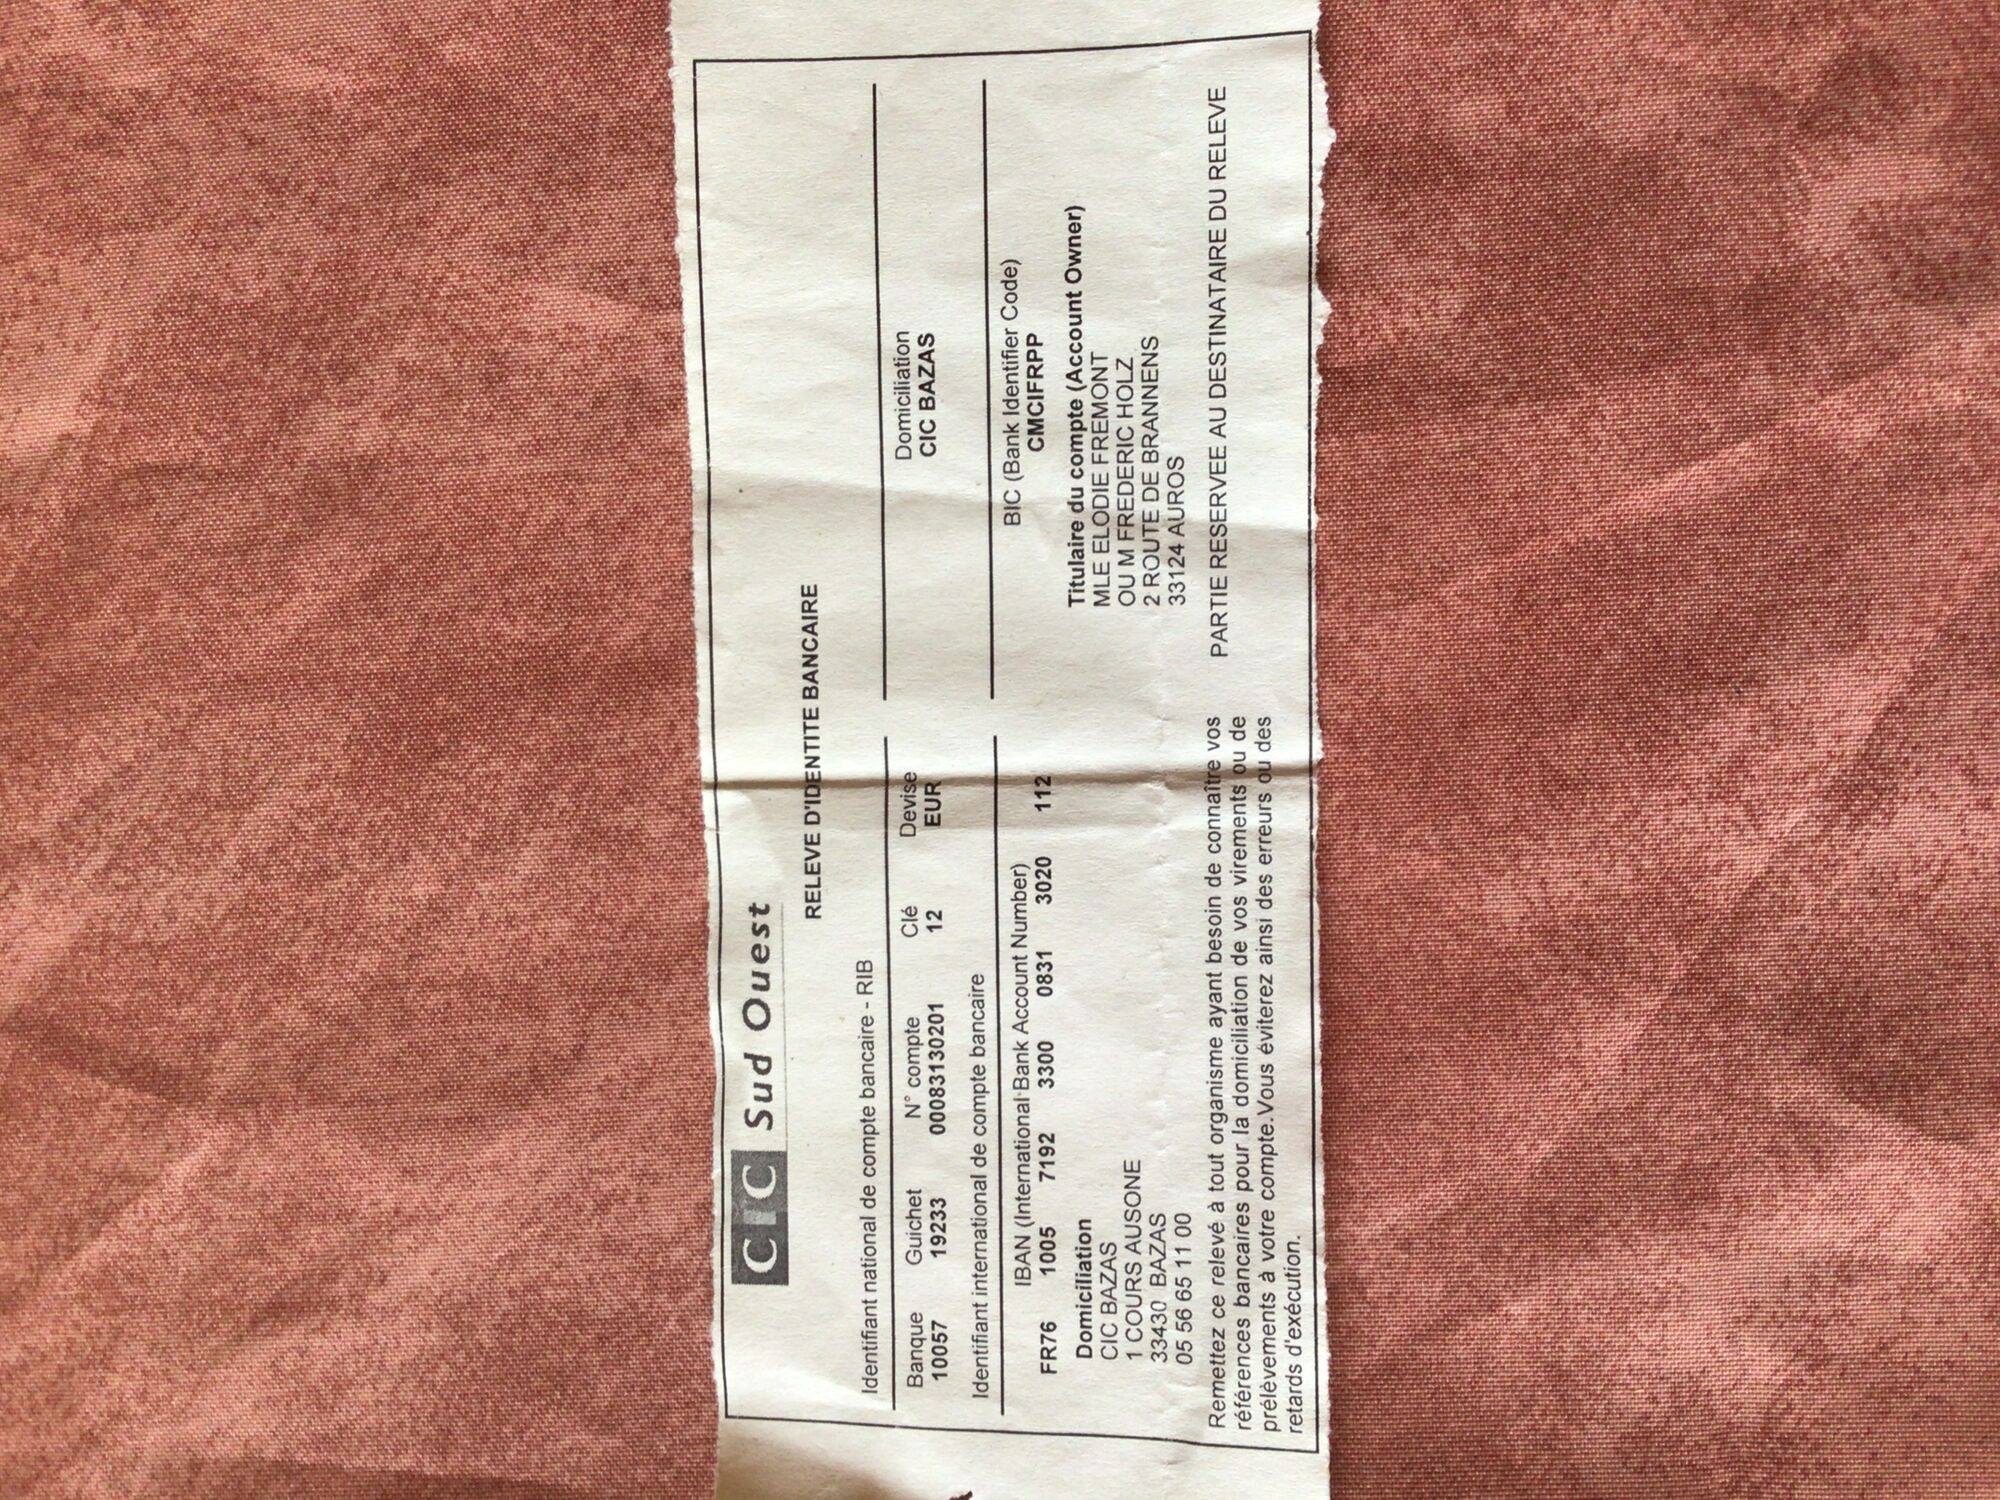 CIC Sud Ouest
RELEVE D'IDENTITE BANCAIRE
Identifiant national de compte bancaire - RIB
Banque Guichet N° compte Clé Devise Domiciliation
10057 19233 00083130201 12 EUR CIC BAZAS
Identifiant international de compte bancaire
IBAN (International Bank Account Number) BIC (Bank Identifier Code)
FR76 1005 7192 3300 0831 3020 112 CMCIFRPP
Domiciliation
CIC BAZAS
1 COURS AUSONE
33430 BAZAS
05 56 65 11 00
Titulaire du compte (Account Owner)
MLE ELODIE FREMONT
OU M FREDERIC HOLZ
2 ROUTE DE BRANNENS
33124 AUROS
Remettez ce relevé à tout organisme ayant besoin de connaître vos
références bancaires pour la domiciliation de vos virements ou de
prélèvements à votre compte.Vous éviterez ainsi des erreurs ou des
retards d'exécution.
PARTIE RESERVEE AU DESTINATAIRE DU RELEVE